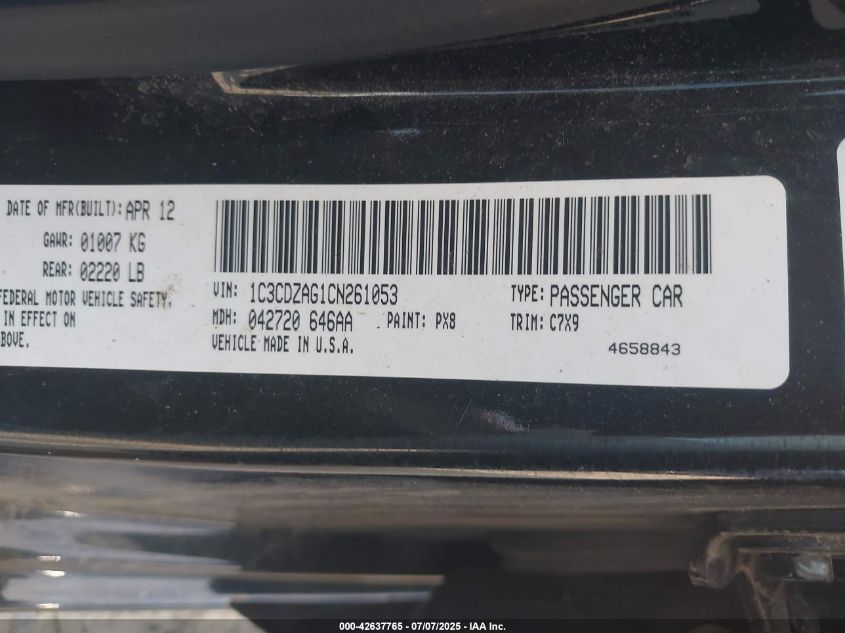 DATE OF MFR(BUILT): APR 12
GAWR: 01007 KG
REAR: 02220 LB
FEDERAL MOTOR VEHICLE SAFETY,
IN EFFECT ON
BOVE.
VIN: 1C3CDZAG1CN261053
TYPE: PASSENGER CAR
MDH: 042720 646AA
PAINT: PX8
TRIM: C7X9
VEHICLE MADE IN U.S.A.
4658843
000-42637765 - 07/07/2025 - IAA Inc.